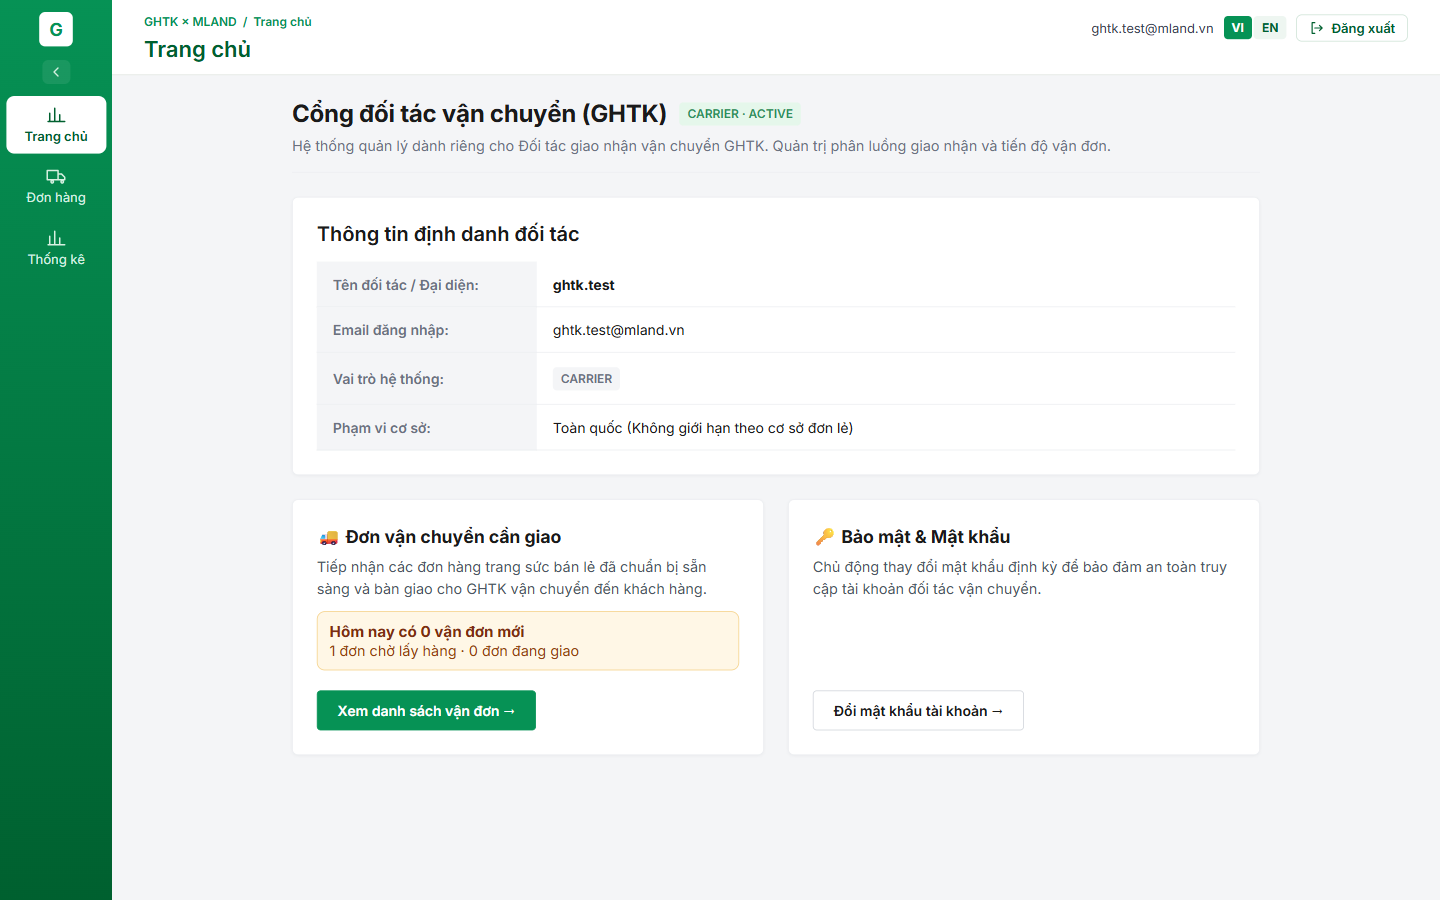 G
Trang chủ
Đơn hàng
Thống kê
GHTK × MLAND / Trang chủ
Trang chủ
ghtk.test@mland.vn
VI
EN
Đăng xuất
Cổng đối tác vận chuyển (GHTK)
CARRIER · ACTIVE
Hệ thống quản lý dành riêng cho Đối tác giao nhận vận chuyển GHTK. Quản trị phân luồng giao nhận và tiến độ vận đơn.
Thông tin định danh đối tác
Tên đối tác / Đại diện:
ghtk.test
Email đăng nhập:
ghtk.test@mland.vn
Vai trò hệ thống:
CARRIER
Phạm vi cơ sở:
Toàn quốc (Không giới hạn theo cơ sở đơn lẻ)
🚚 Đơn vận chuyển cần giao
Tiếp nhận các đơn hàng trang sức bán lẻ đã chuẩn bị sẵn
sàng và bàn giao cho GHTK vận chuyển đến khách hàng.
Hôm nay có 0 vận đơn mới
1 đơn chờ lấy hàng · 0 đơn đang giao
Xem danh sách vận đơn →
🔑 Bảo mật & Mật khẩu
Chủ động thay đổi mật khẩu định kỳ để bảo đảm an toàn truy
cập tài khoản đối tác vận chuyển.
Đổi mật khẩu tài khoản →